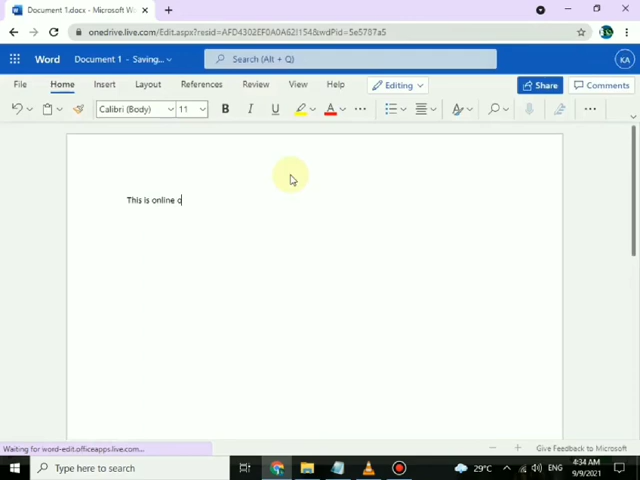 Document 1.docx - Microsoft W
onedrive.live.com/Edit.aspx?resid=AFD4302EF0A0A62!154&wdPid=5e5787a5
Word Document 1 - Saving... Search (Alt + Q) KA
File Home Insert Layout References Review View Help Editing Share Comments
Calibri (Body) 11 B I U A A
This is online o
Waiting for word-edit.officeapps.live.com... Give Feedback to Microsoft
Type here to search 29°C ENG 4:34 AM
9/9/2021